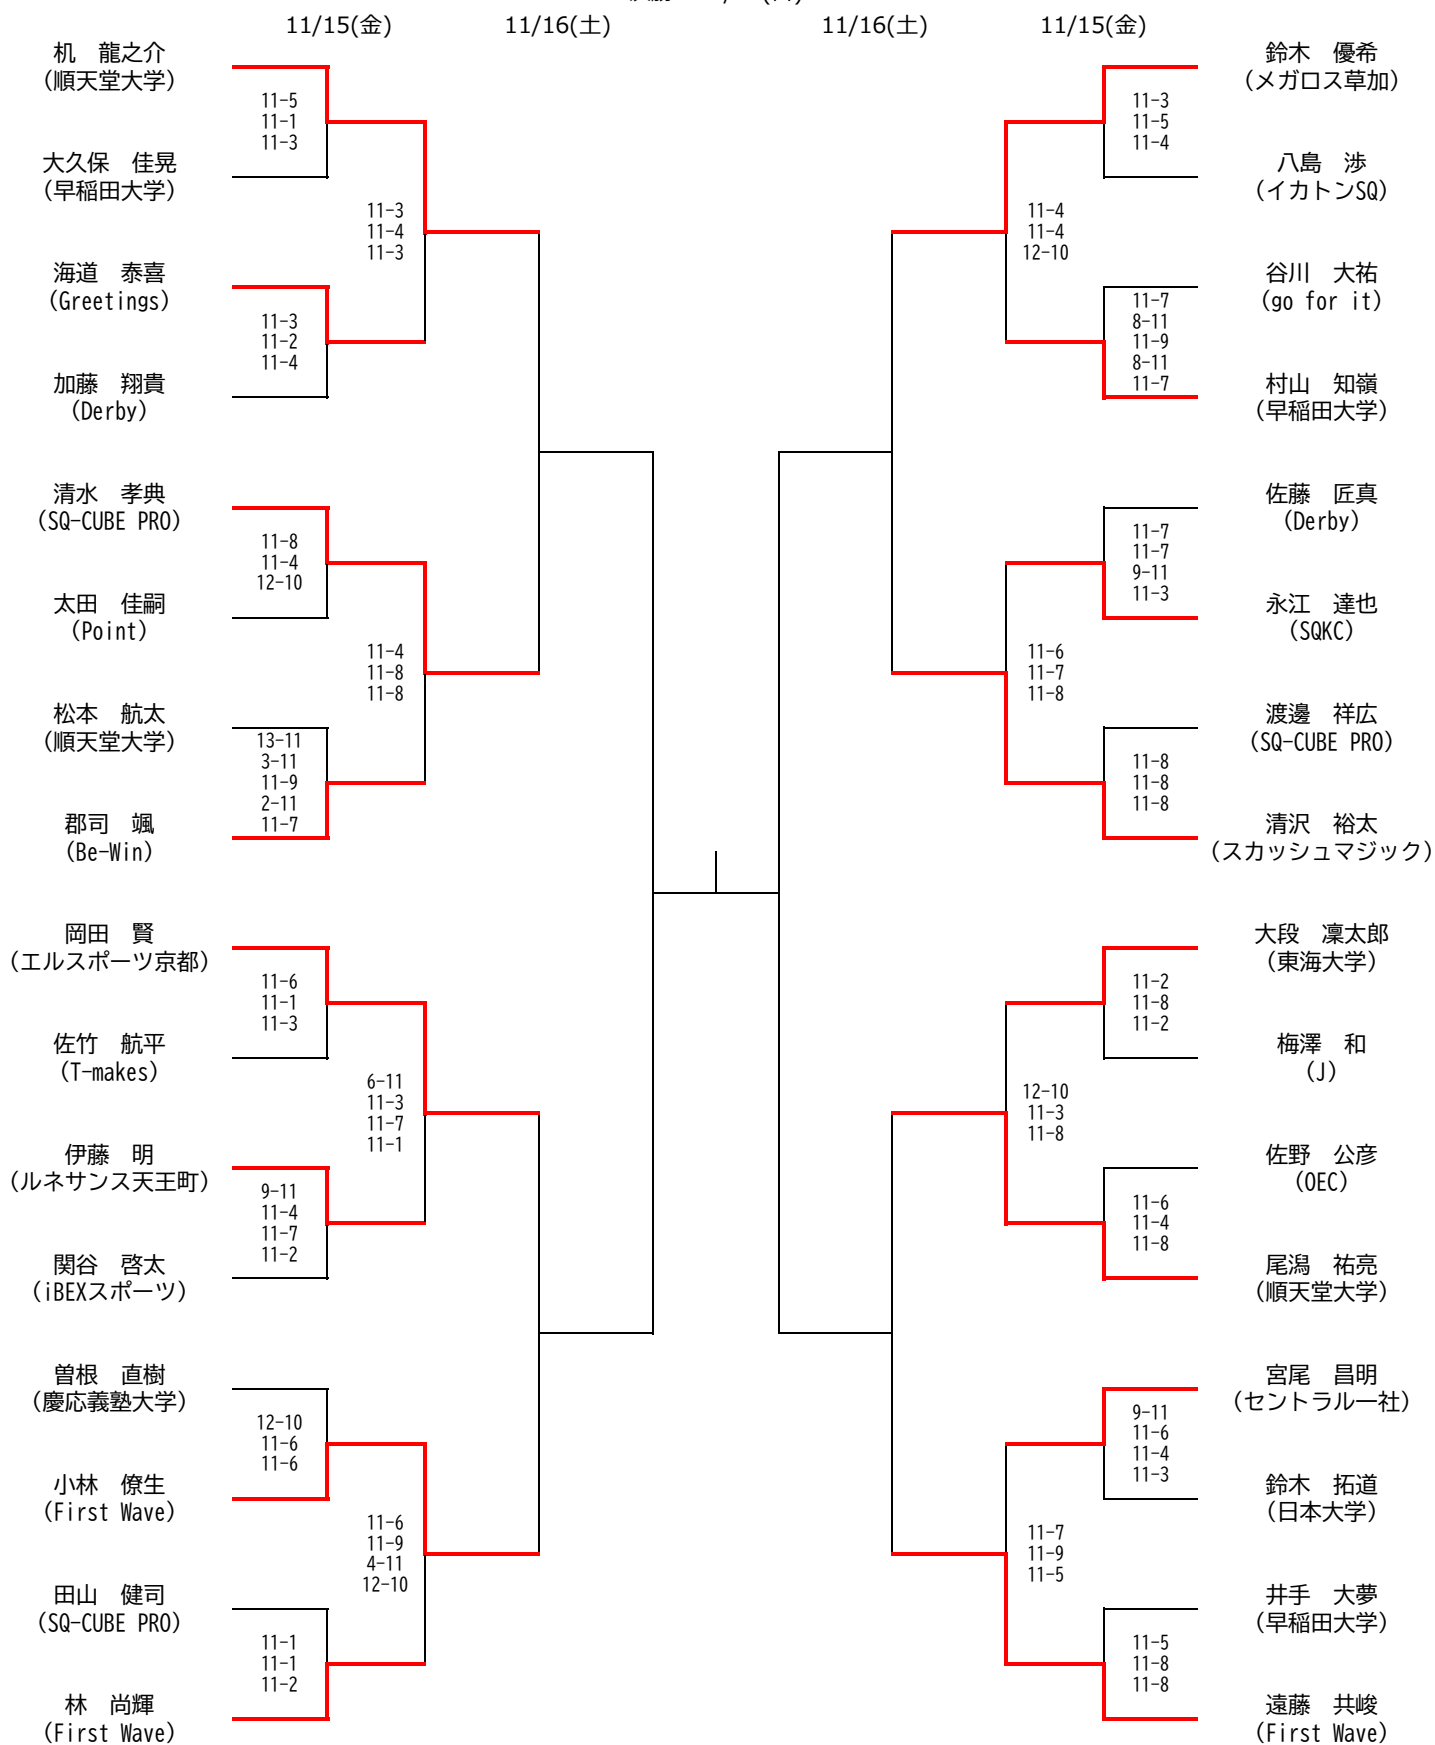 11/15(金)
11/16(土)
11/16(土)
11/15(金)
机　龍之介
(順天堂大学)
11-5
11-1
11-3
大久保　佳晃
(早稲田大学)
11-3
11-4
11-3
海道　泰喜
(Greetings)
11-3
11-2
11-4
加藤　翔貴
(Derby)
清水　孝典
(SQ-CUBE PRO)
11-8
11-4
12-10
太田　佳嗣
(Point)
11-4
11-8
11-8
松本　航太
(順天堂大学)
13-11
3-11
11-9
2-11
11-7
郡司　颯
(Be-Win)
岡田　賢
(エルスポーツ京都)
11-6
11-1
11-3
佐竹　航平
(T-makes)
6-11
11-3
11-7
11-1
伊藤　明
(ルネサンス天王町)
9-11
11-4
11-7
11-2
関谷　啓太
(iBEXスポーツ)
曽根　直樹
(慶応義塾大学)
12-10
11-6
11-6
小林　僚生
(First Wave)
11-6
11-9
4-11
12-10
田山　健司
(SQ-CUBE PRO)
11-1
11-1
11-2
林　尚輝
(First Wave)
鈴木　優希
(メガロス草加)
11-3
11-5
11-4
八島　渉
(イカトンSQ)
11-4
11-4
12-10
谷川　大祐
(go for it)
11-7
8-11
11-9
8-11
11-7
村山　知嶺
(早稲田大学)
佐藤　匠真
(Derby)
11-7
11-7
9-11
11-3
永江　達也
(SQKC)
11-6
11-7
11-8
渡邊　祥広
(SQ-CUBE PRO)
11-8
11-8
11-8
清沢　裕太
(スカッシュマジック)
大段　凜太郎
(東海大学)
11-2
11-8
11-2
梅澤　和
(J)
12-10
11-3
11-8
佐野　公彦
(OEC)
11-6
11-4
11-8
尾潟　祐亮
(順天堂大学)
宮尾　昌明
(セントラル一社)
9-11
11-6
11-4
11-3
鈴木　拓道
(日本大学)
11-7
11-9
11-5
井手　大夢
(早稲田大学)
11-5
11-8
11-8
遠藤　共峻
(First Wave)